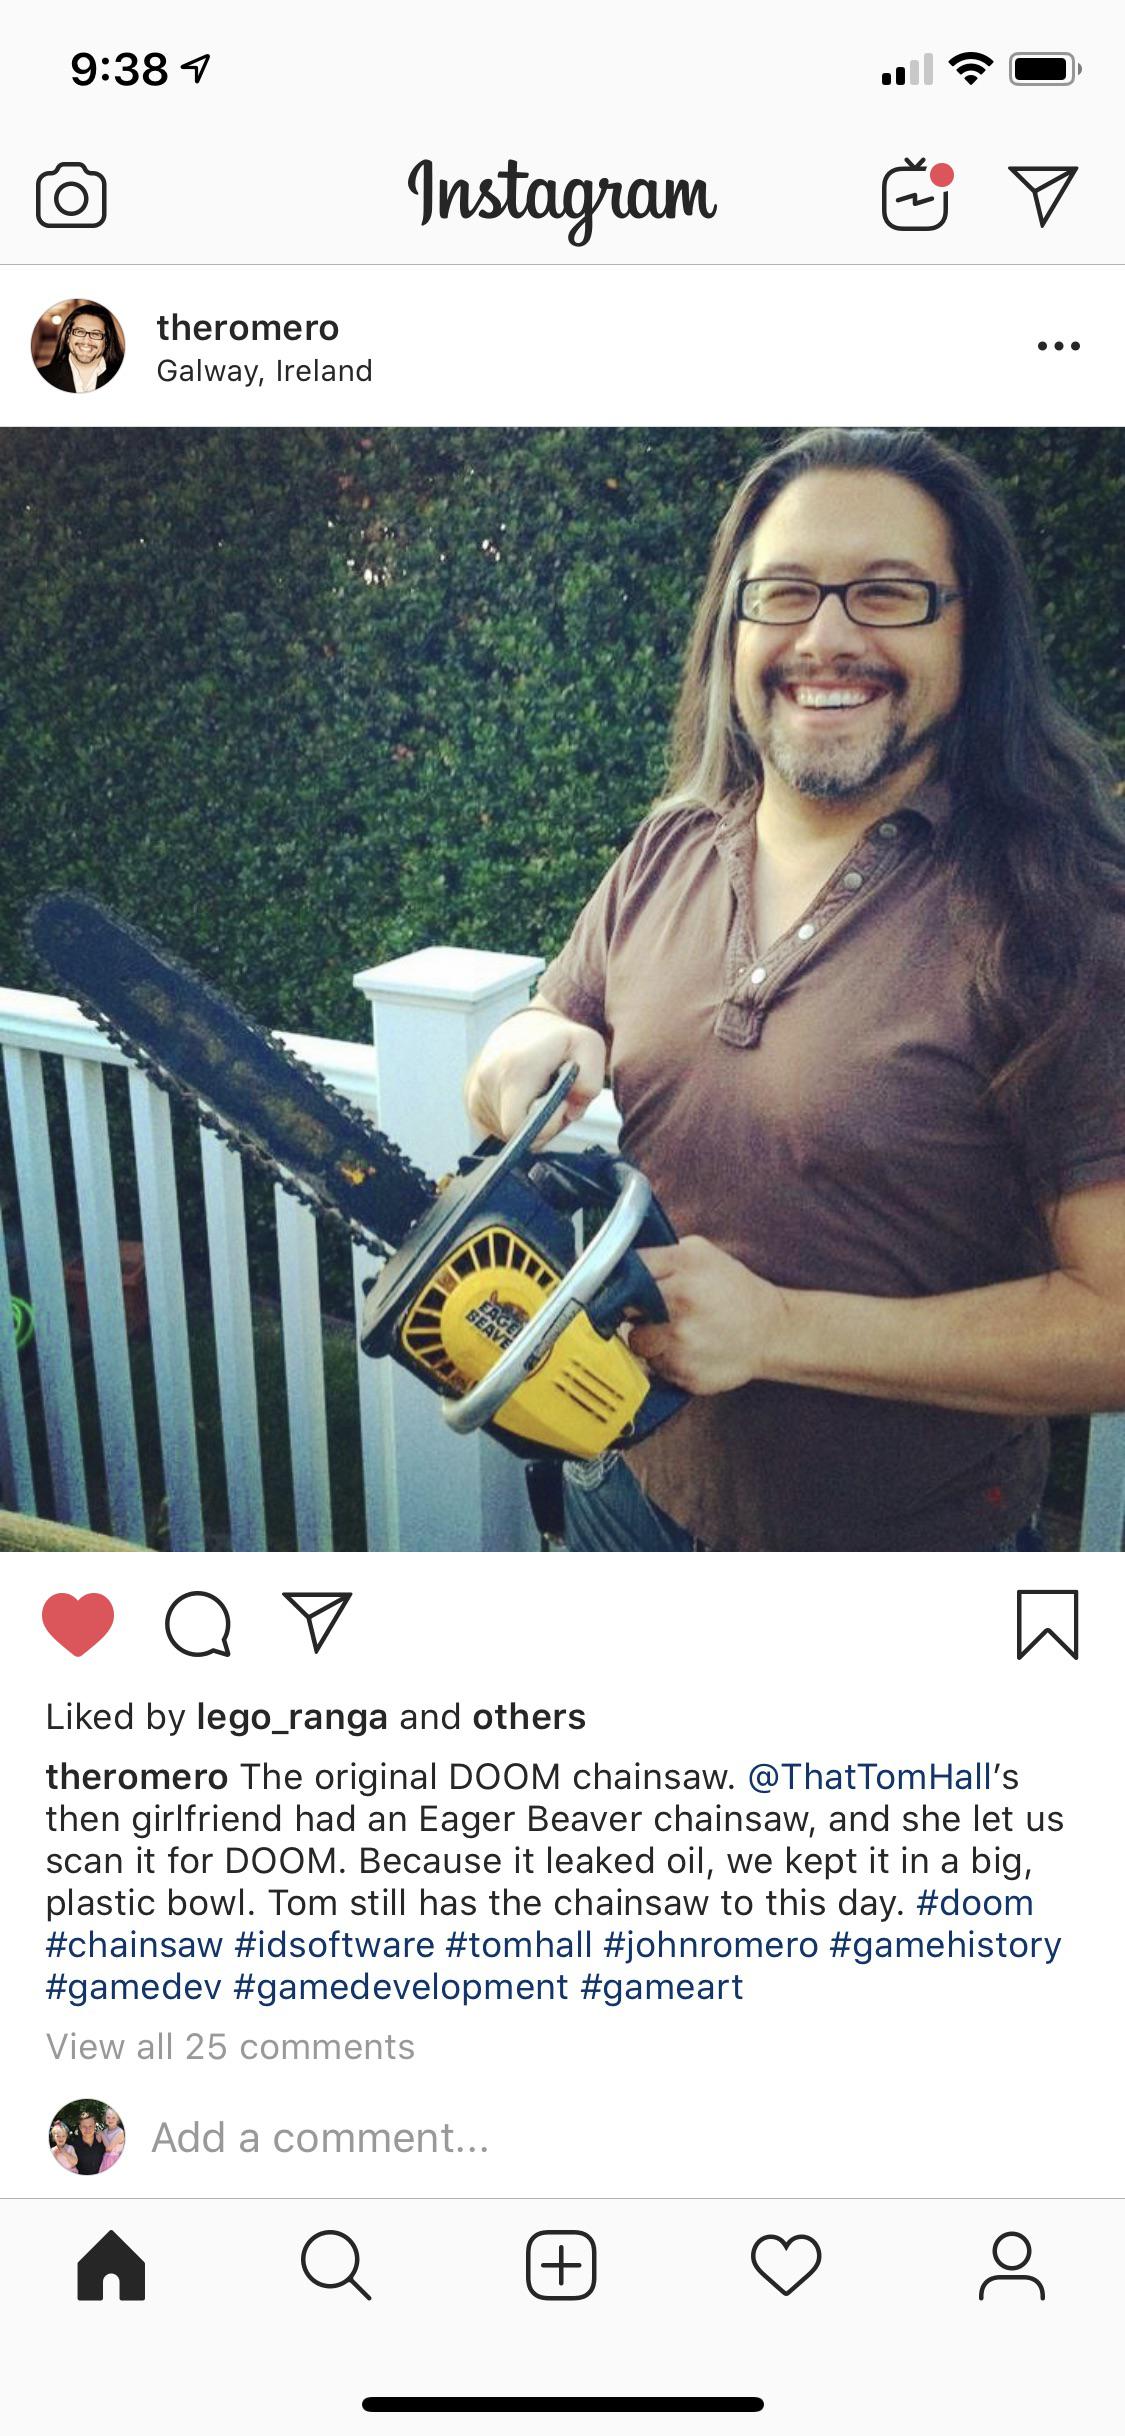 9:38
Instagram
theromero
Galway, Ireland
EAGER
BEAVER
Liked by lego_ranga and others
theromero The original DOOM chainsaw. @ThatTomHall’s
then girlfriend had an Eager Beaver chainsaw, and she let us
scan it for DOOM. Because it leaked oil, we kept it in a big,
plastic bowl. Tom still has the chainsaw to this day. #doom
#chainsaw #idsoftware #tomhall #johnromero #gamehistory
#gamedev #gamedevelopment #gameart
View all 25 comments
Add a comment...